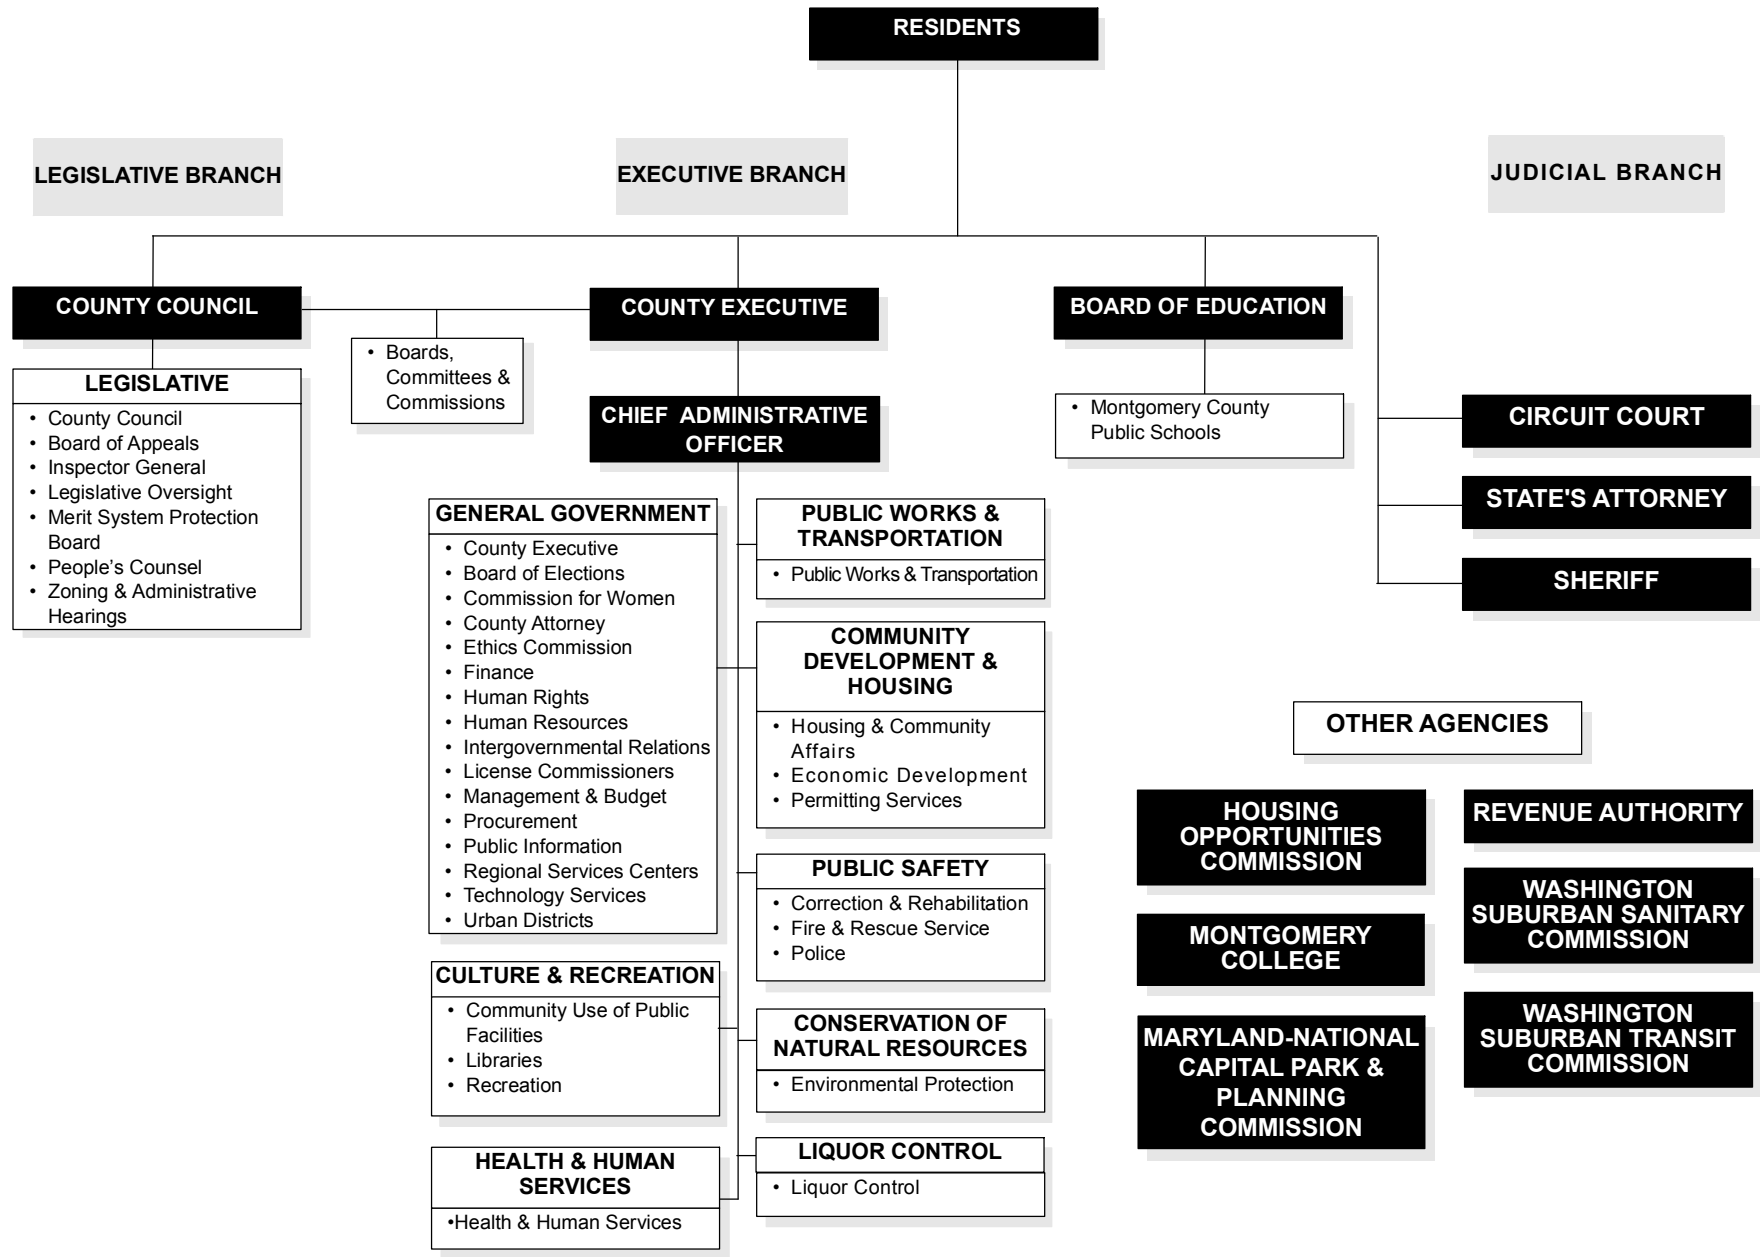 RESIDENTS
LEGISLATIVE BRANCH
EXECUTIVE BRANCH
JUDICIAL BRANCH
COUNTY COUNCIL
COUNTY EXECUTIVE
BOARD OF EDUCATION
• Boards,
Committees &
Commissions
LEGISLATIVE
• County Council
• Board of Appeals
• Inspector General
• Legislative Oversight
• Merit System Protection
Board
• People’s Counsel
• Zoning & Administrative
Hearings
CHIEF ADMINISTRATIVE
OFFICER
• Montgomery County
Public Schools
CIRCUIT COURT
STATE'S ATTORNEY
SHERIFF
GENERAL GOVERNMENT
• County Executive
• Board of Elections
• Commission for Women
• County Attorney
• Ethics Commission
• Finance
• Human Rights
• Human Resources
• Intergovernmental Relations
• License Commissioners
• Management & Budget
• Procurement
• Public Information
• Regional Services Centers
• Technology Services
• Urban Districts
PUBLIC WORKS &
TRANSPORTATION
• Public Works & Transportation
COMMUNITY
DEVELOPMENT &
HOUSING
• Housing & Community
Affairs
• Economic Development
• Permitting Services
PUBLIC SAFETY
• Correction & Rehabilitation
• Fire & Rescue Service
• Police
CULTURE & RECREATION
• Community Use of Public
Facilities
• Libraries
• Recreation
CONSERVATION OF
NATURAL RESOURCES
• Environmental Protection
HEALTH & HUMAN
SERVICES
•Health & Human Services
LIQUOR CONTROL
• Liquor Control
OTHER AGENCIES
HOUSING
OPPORTUNITIES
COMMISSION
MONTGOMERY
COLLEGE
MARYLAND-NATIONAL
CAPITAL PARK &
PLANNING
COMMISSION
REVENUE AUTHORITY
WASHINGTON
SUBURBAN SANITARY
COMMISSION
WASHINGTON
SUBURBAN TRANSIT
COMMISSION